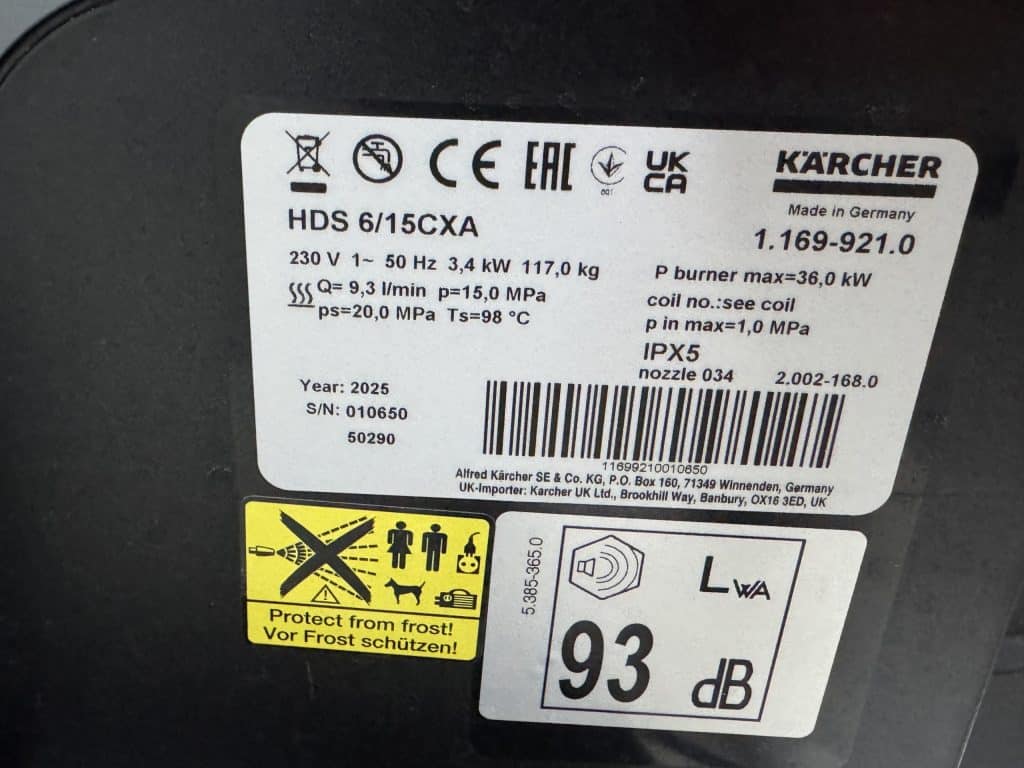 CE EAC UK
CA
KÄRCHER
Made in Germany
HDS 6/15CXA
1.169-921.0
230 V 1~ 50 Hz 3,4 kW 117,0 kg
P burner max=36,0 kW
Q= 9,3 l/min p=15,0 MPa
coil no.:see coil
ps=20,0 MPa Ts=98 °C
p in max=1,0 MPa
IPX5
nozzle 034 2.002-168.0
Year: 2025
S/N: 010650
50290
11699210010650
Alfred Kärcher SE & Co. KG, P.O. Box 160, 71349 Winnenden, Germany
UK-Importer: Karcher UK Ltd., Brookhill Way, Banbury, OX16 3ED, UK
Protect from frost!
Vor Frost schützen!
5.385-365.0
LWA
93 dB